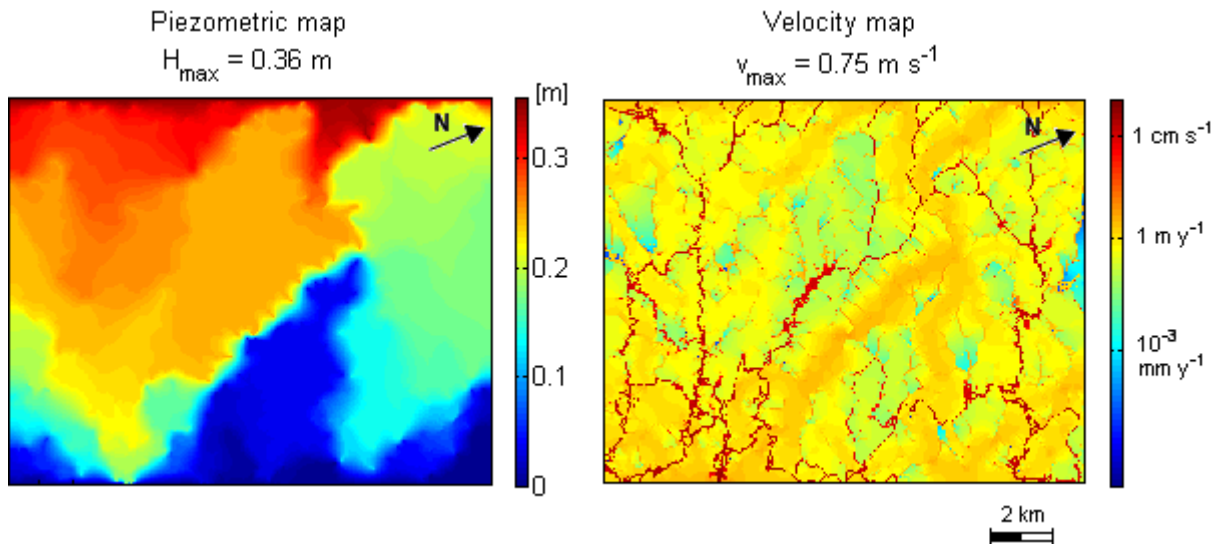 Piezometric map
H_max = 0.36 m
[m]
N
0.3
0.2
0.1
0
Velocity map
v_max = 0.75 m s⁻¹
N
1 cm s⁻¹
1 m y⁻¹
10⁻³
mm y⁻¹
2 km